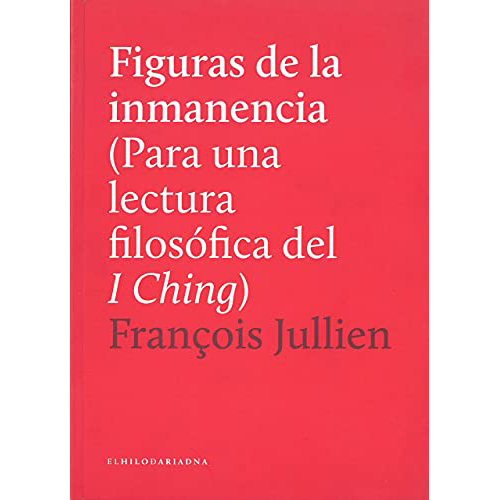 Figuras de la
inmanencia
(Para una
lectura
filosófica del
I Ching)
François Jullien
ELHILODARIADNA